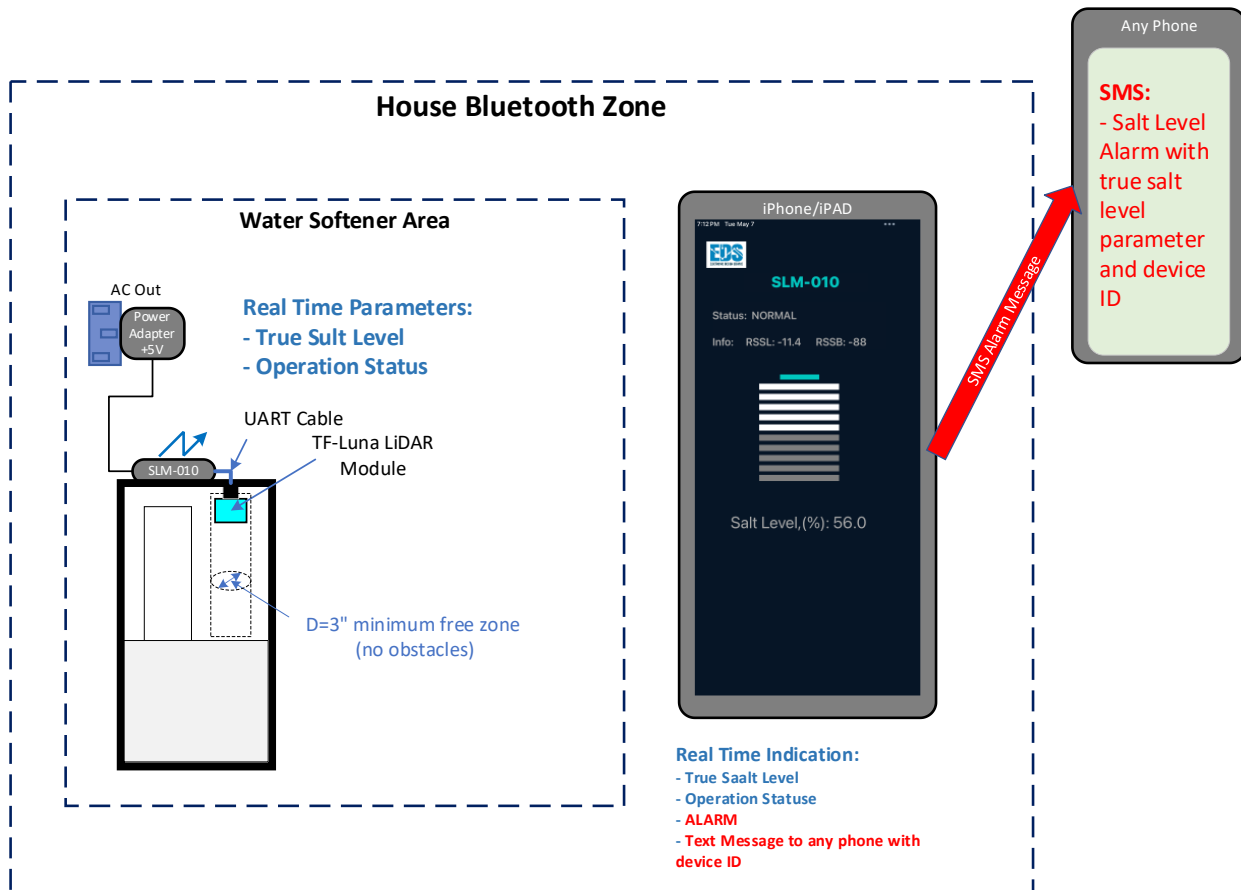 Any Phone
SMS:
- Salt Level
Alarm with
true salt
level
parameter
and device
ID
House Bluetooth Zone
Water Softener Area
AC Out
Power
Adapter
+5V
Real Time Parameters:
- True Sult Level
- Operation Status
UART Cable
TF-Luna LiDAR
Module
SLM-010
D=3" minimum free zone
(no obstacles)
iPhone/iPAD
7:12 PM Tue May 7
EDS
SLM-010
Status: NORMAL
Info: RSSL: -11.4 RSSB: -88
Salt Level,(%): 56.0
SMS Alarm Message
Real Time Indication:
- True Saalt Level
- Operation Statuse
- ALARM
- Text Message to any phone with
device ID